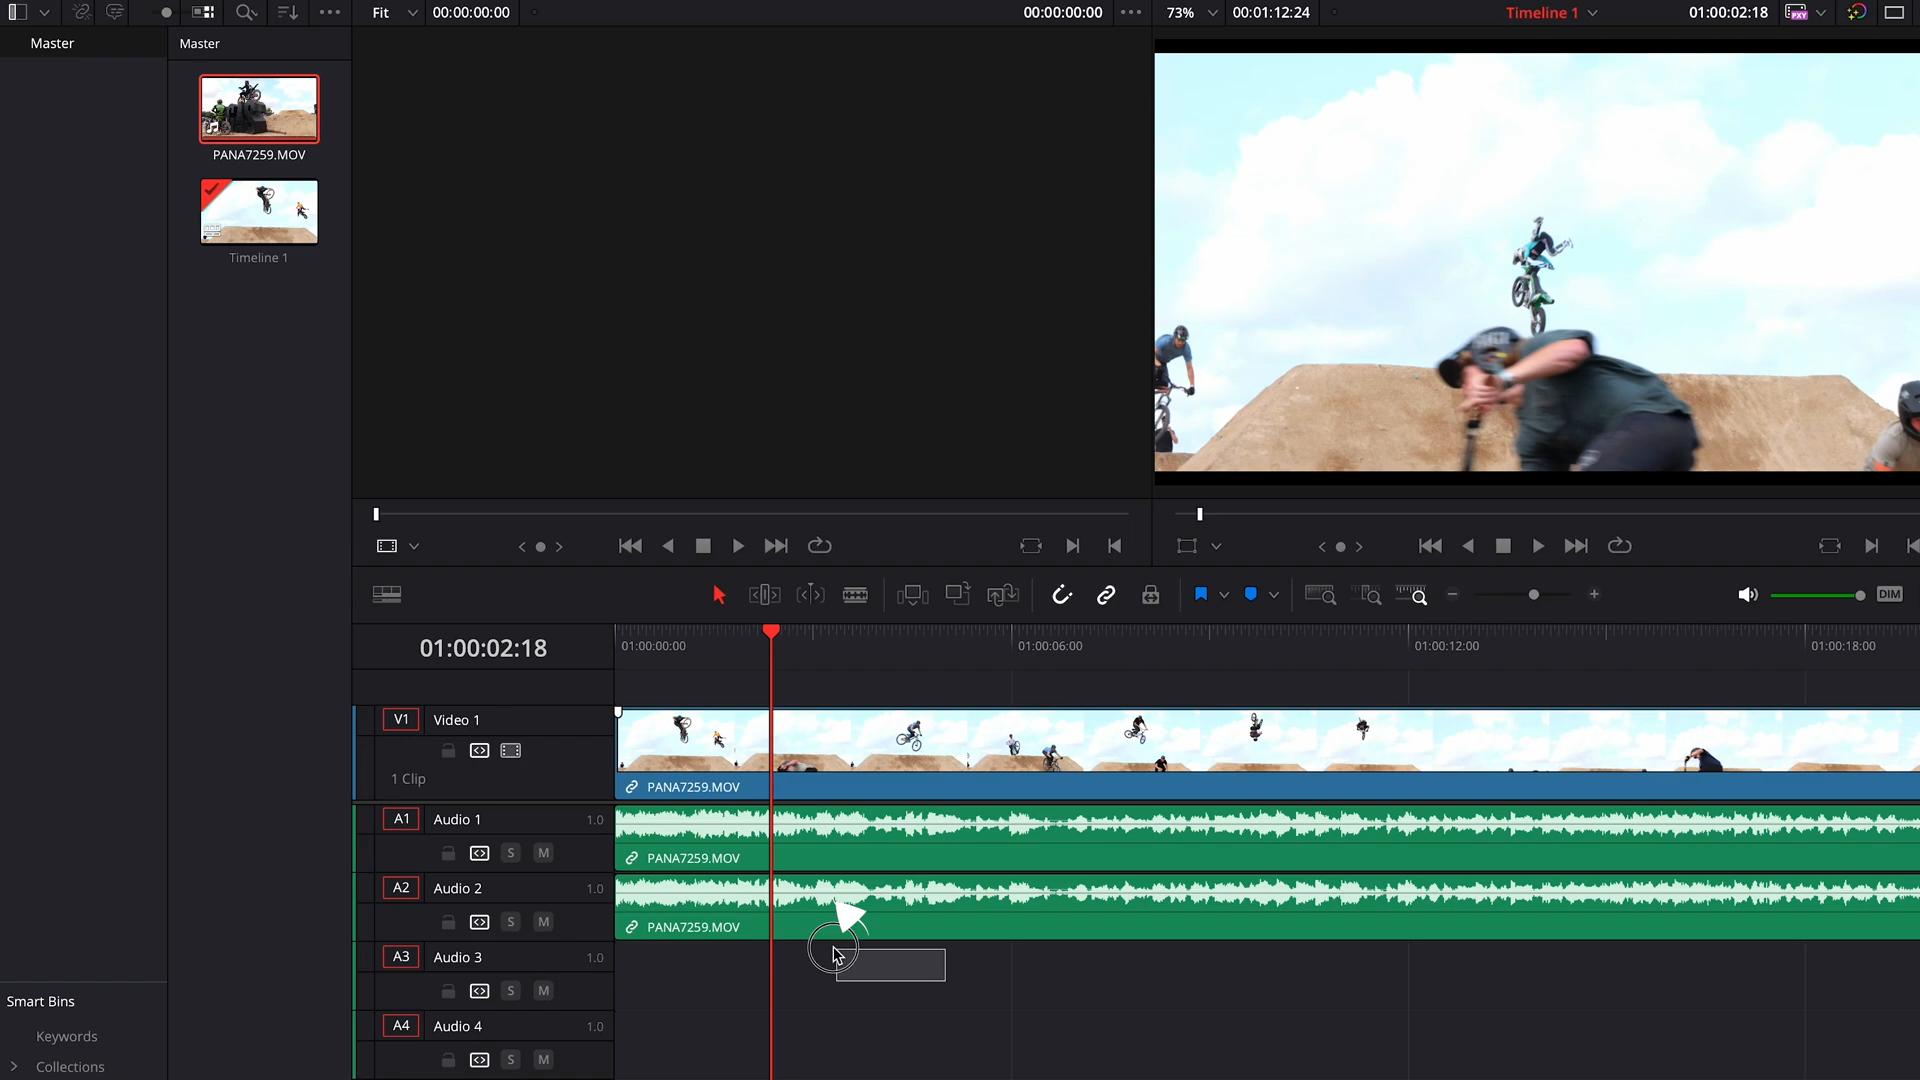 Fit 00:00:00:00 00:00:00:00 73% 00:01:12:24 Timeline 1 01:00:02:18 PXY
Master Master
PANA7259.MOV
Timeline 1
DIM
01:00:02:18 01:00:00:00 01:00:06:00 01:00:12:00 01:00:18:00
V1 Video 1
1 Clip
PANA7259.MOV
A1 Audio 1 1.0
S M PANA7259.MOV
A2 Audio 2 1.0
S M PANA7259.MOV
A3 Audio 3 1.0
S M
A4 Audio 4 1.0
S M
Smart Bins
Keywords
Collections